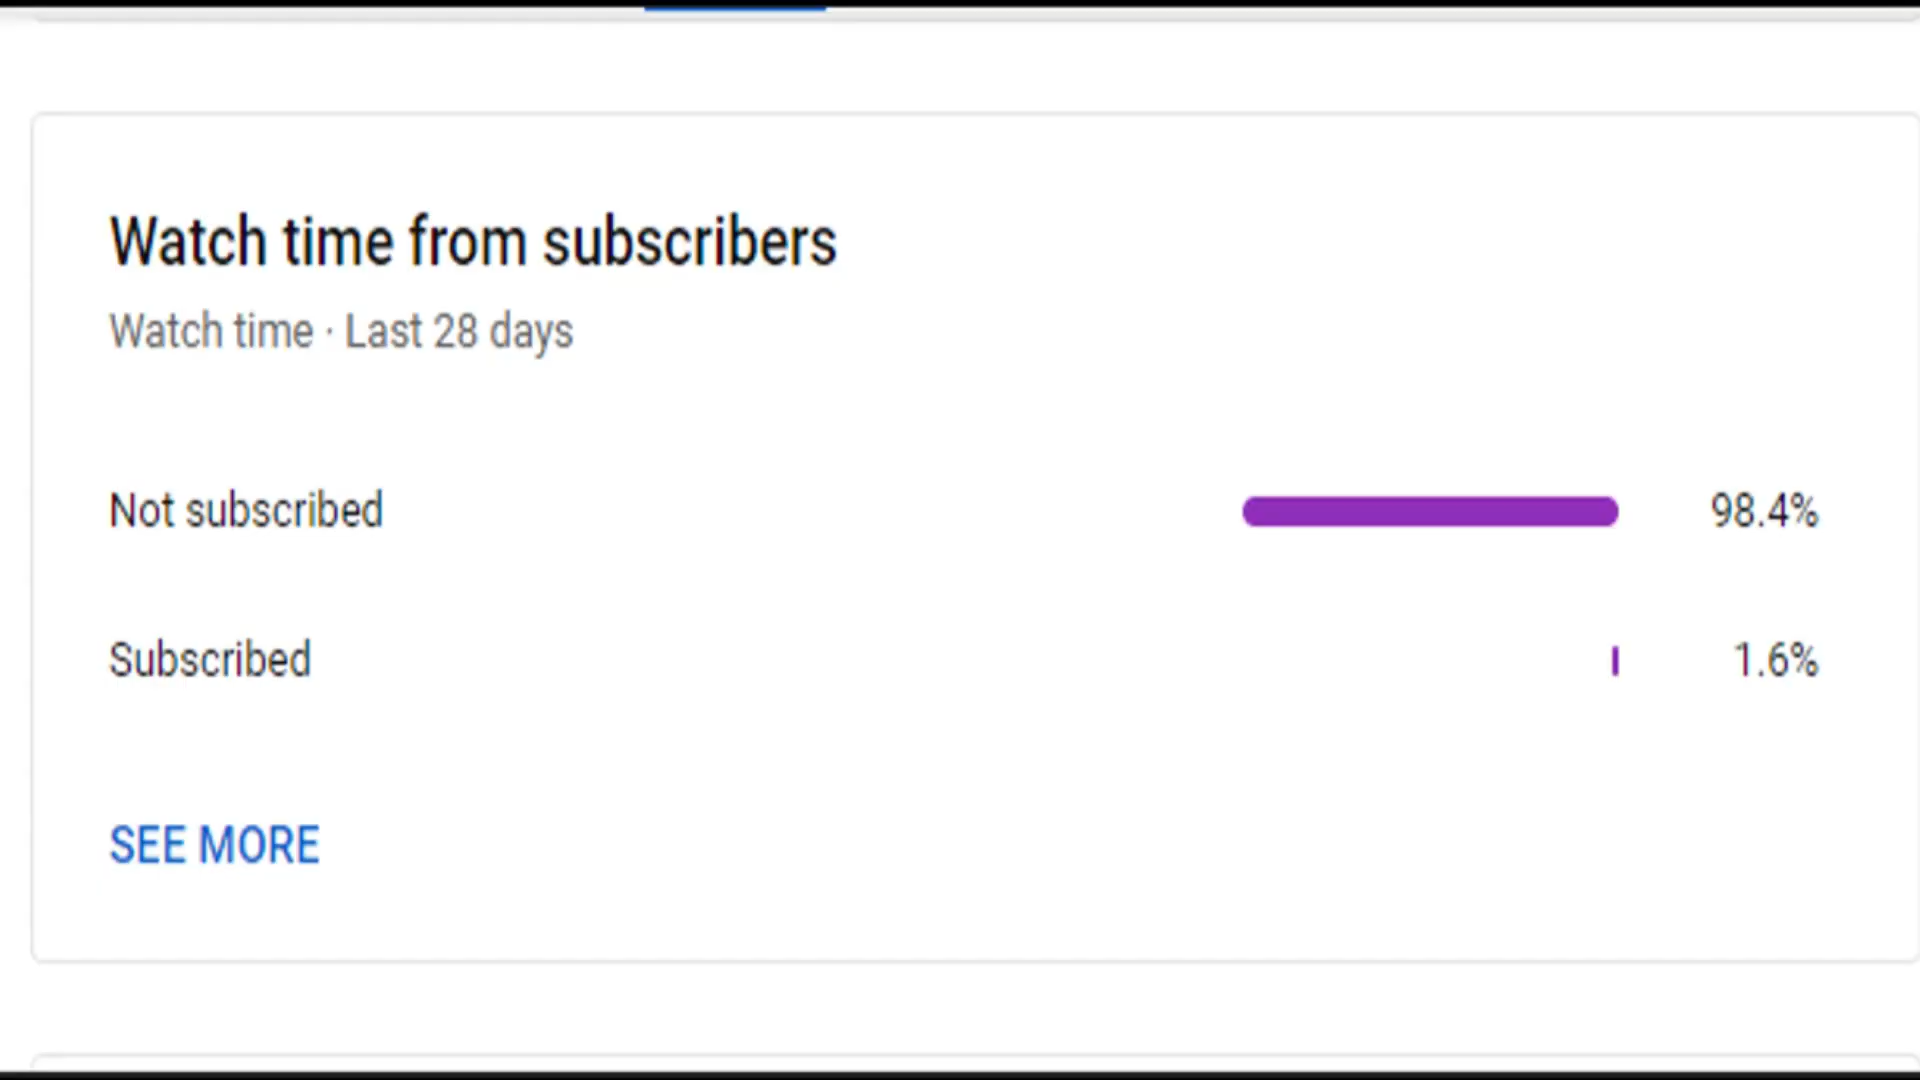 Watch time from subscribers
Watch time · Last 28 days
Not subscribed 98.4%
Subscribed 1.6%
SEE MORE